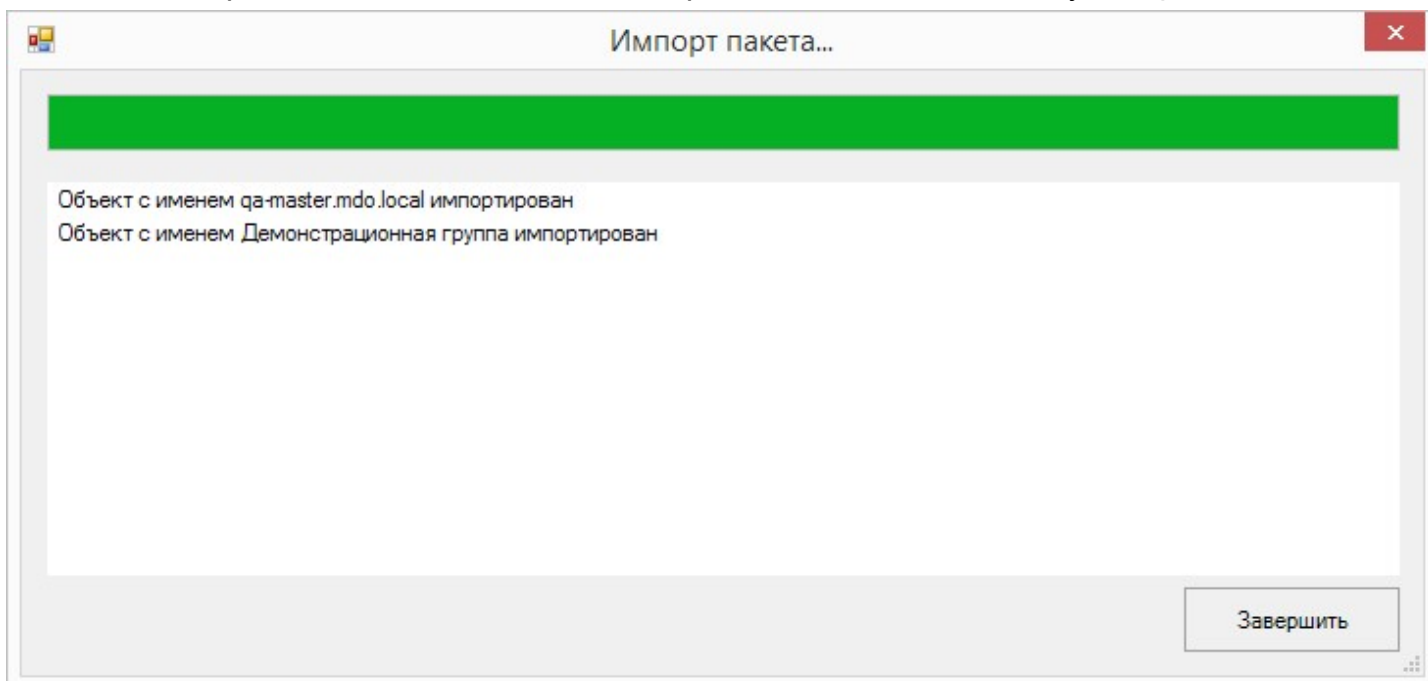 Импорт пакета...
Объект с именем qa-master.mdo.local импортирован
Объект с именем Демонстрационная группа импортирован
Завершить